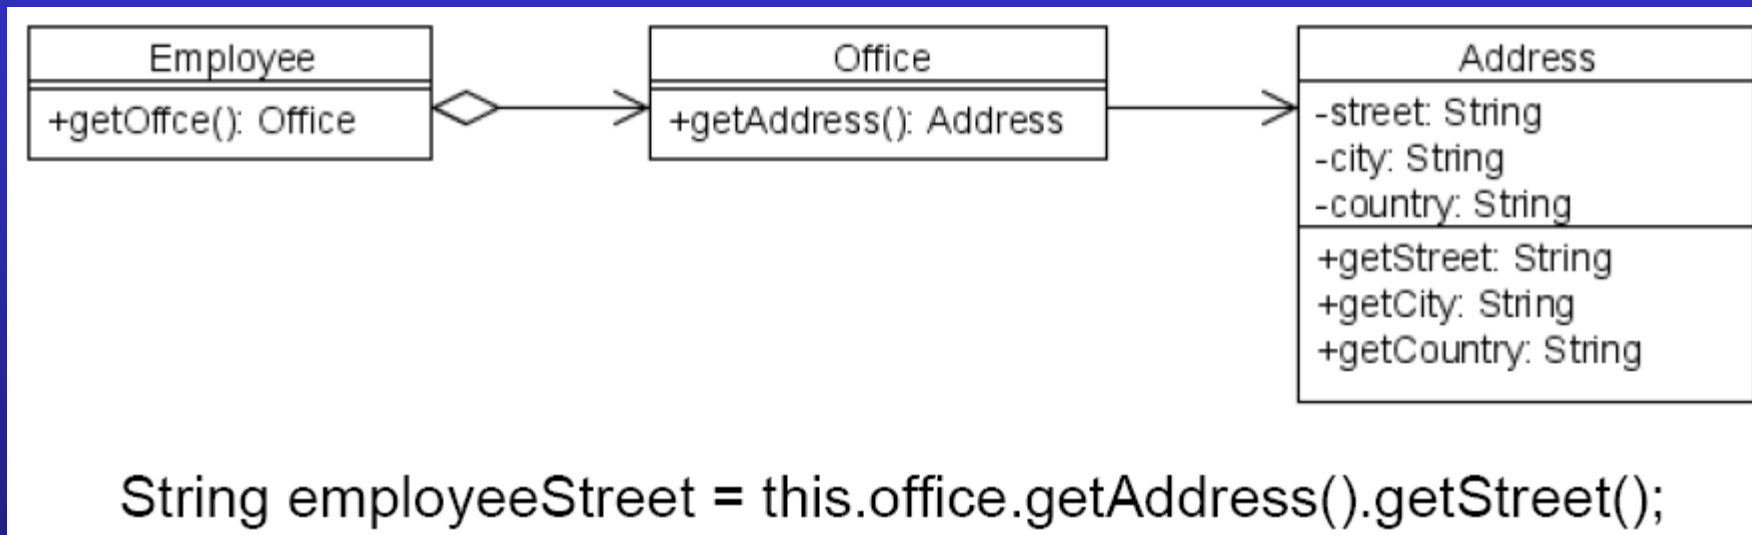 Employee
+getOffce(): Office
Office
+getAddress(): Address
Address
-street: String
-city: String
-country: String
+getStreet: String
+getCity: String
+getCountry: String
String employeeStreet = this.office.getAddress().getStreet();